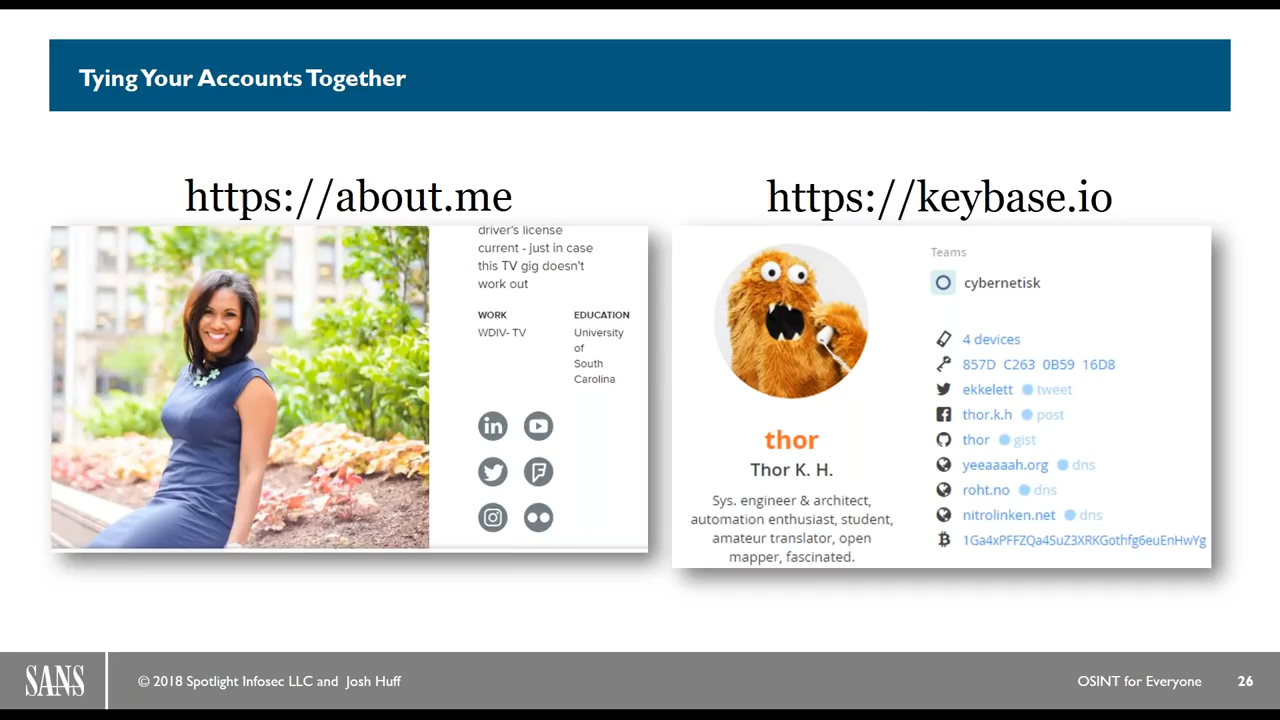 Tying Your Accounts Together
https://about.me
driver's license
current - just in case
this TV gig doesn't
work out
WORK
WDIV- TV
EDUCATION
University
of
South
Carolina
in
https://keybase.io
Teams
cybernetisk
4 devices
857D C263 0B59 16D8
ekkelett tweet
thor.k.h post
thor gist
yeeaaaah.org dns
roht.no dns
nitrolinken.net dns
1Ga4xPFFZQa4SuZ3XRKGothfg6euEnHwYg
thor
Thor K. H.
Sys. engineer & architect,
automation enthusiast, student,
amateur translator, open
mapper, fascinated.
SANS
© 2018 Spotlight Infosec LLC and Josh Huff
OSINT for Everyone
26